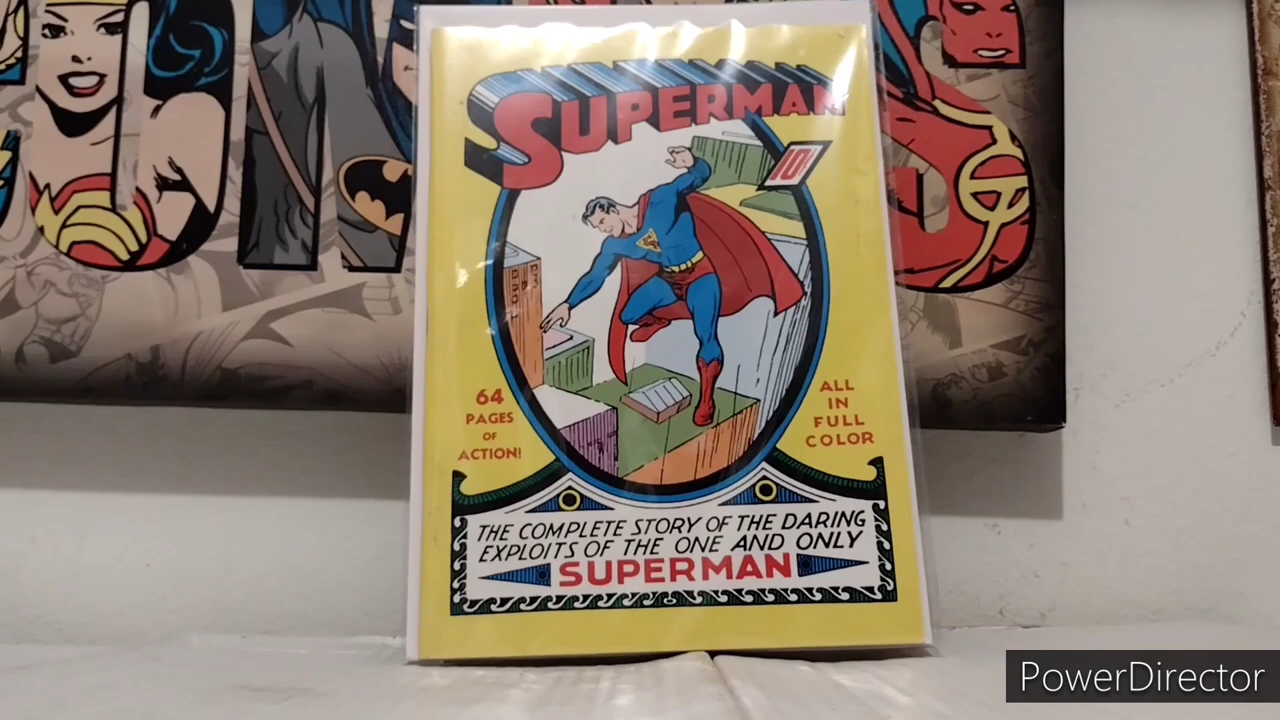 SUPERMAN
10¢
64
PAGES
OF
ACTION!
ALL
IN
FULL
COLOR
THE COMPLETE STORY OF THE DARING
EXPLOITS OF THE ONE AND ONLY
SUPERMAN
PowerDirector